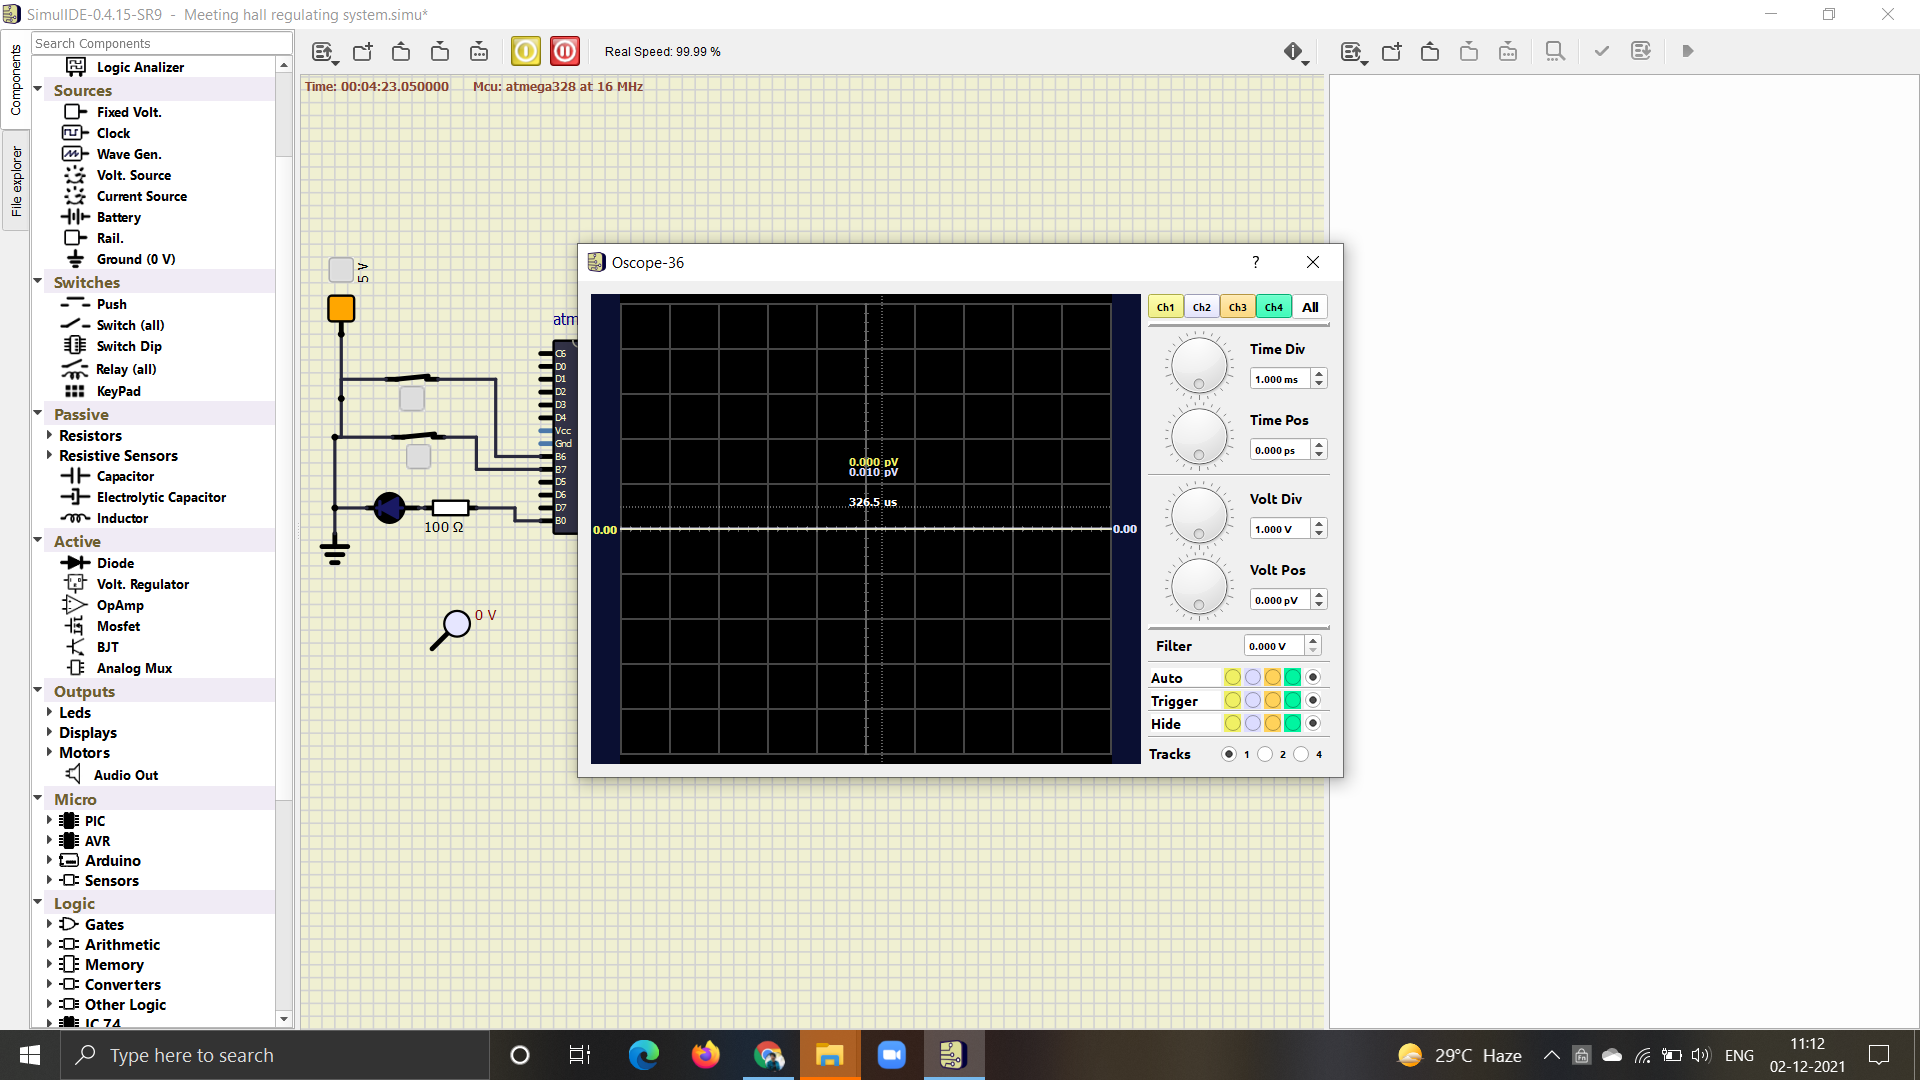 SimulIDE-0.4.15-SR9 - Meeting hall regulating system.simu*
Components
File explorer
Search Components
Logic Analizer
Sources
Fixed Volt.
Clock
Wave Gen.
Volt. Source
Current Source
Battery
Rail.
Ground (0 V)
Switches
Push
Switch (all)
Switch Dip
Relay (all)
KeyPad
Passive
Resistors
Resistive Sensors
Capacitor
Electrolytic Capacitor
Inductor
Active
Diode
Volt. Regulator
OpAmp
Mosfet
BJT
Analog Mux
Outputs
Leds
Displays
Motors
Audio Out
Micro
PIC
AVR
Arduino
Sensors
Logic
Gates
Arithmetic
Memory
Converters
Other Logic
IC 74
Real Speed: 99.99 %
Time: 00:04:23.050000 Mcu: atmega328 at 16 MHz
5 V
atm
C6
D0
D1
D2
D3
D4
Vcc
Gnd
B6
B7
D5
D6
D7
B0
100 Ω
0 V
Oscope-36
?
0.000 pV
0.010 pV
326.5 us
0.00
0.00
Ch1 Ch2 Ch3 Ch4 All
Time Div
1.000 ms
Time Pos
0.000 ps
Volt Div
1.000 V
Volt Pos
0.000 pV
Filter 0.000 V
Auto
Trigger
Hide
Tracks 1 2 4
Type here to search
29°C Haze
ENG
11:12
02-12-2021